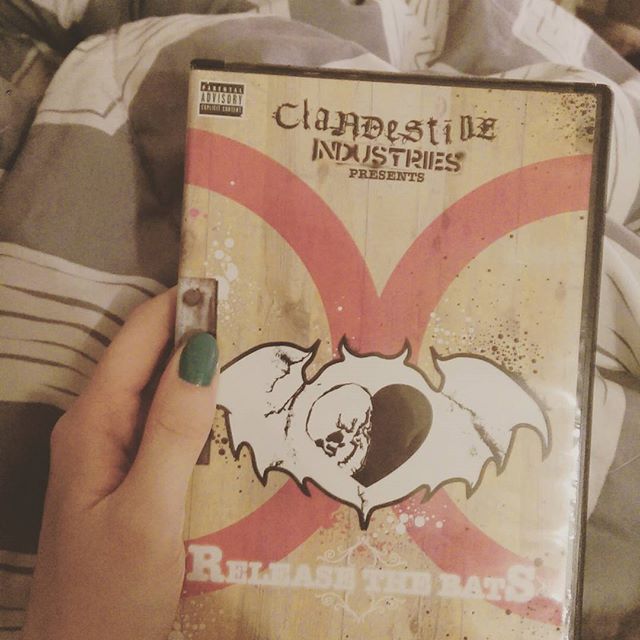 PARENTAL
ADVISORY
EXPLICIT CONTENT
Clandestine
INDUSTRIES
PRESENTS
RELEASE THE BATS